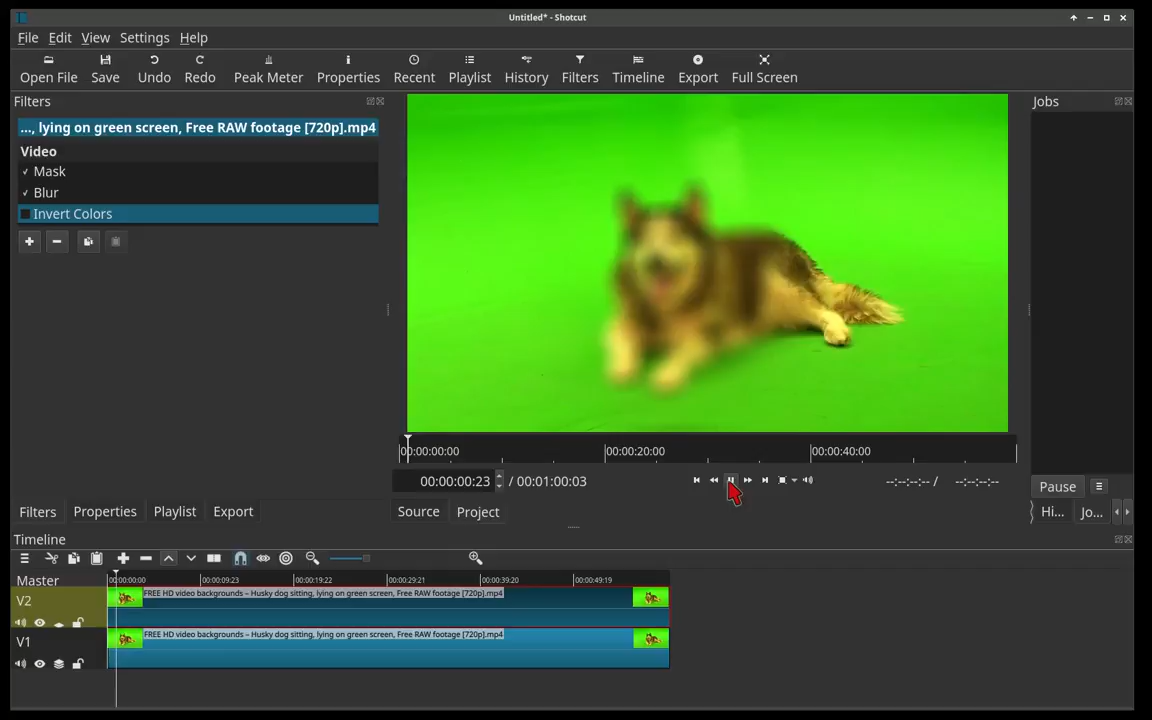 Untitled* - Shotcut
File Edit View Settings Help
Open File Save Undo Redo Peak Meter Properties Recent Playlist History Filters Timeline Export Full Screen
Filters
..., lying on green screen, Free RAW footage [720p].mp4
Video
Mask
Blur
Invert Colors
Jobs
00:00:00:00 00:00:20:00 00:00:40:00
00:00:00:23 / 00:01:00:03 --:--:--:-- / --:--:--:--
Pause
Filters Properties Playlist Export Source Project Hi... Jo...
Timeline
Master
00:00:00:00 00:00:09:23 00:00:19:22 00:00:29:21 00:00:39:20 00:00:49:19
V2
FREE HD video backgrounds – Husky dog sitting, lying on green screen, Free RAW footage [720p].mp4
V1
FREE HD video backgrounds – Husky dog sitting, lying on green screen, Free RAW footage [720p].mp4